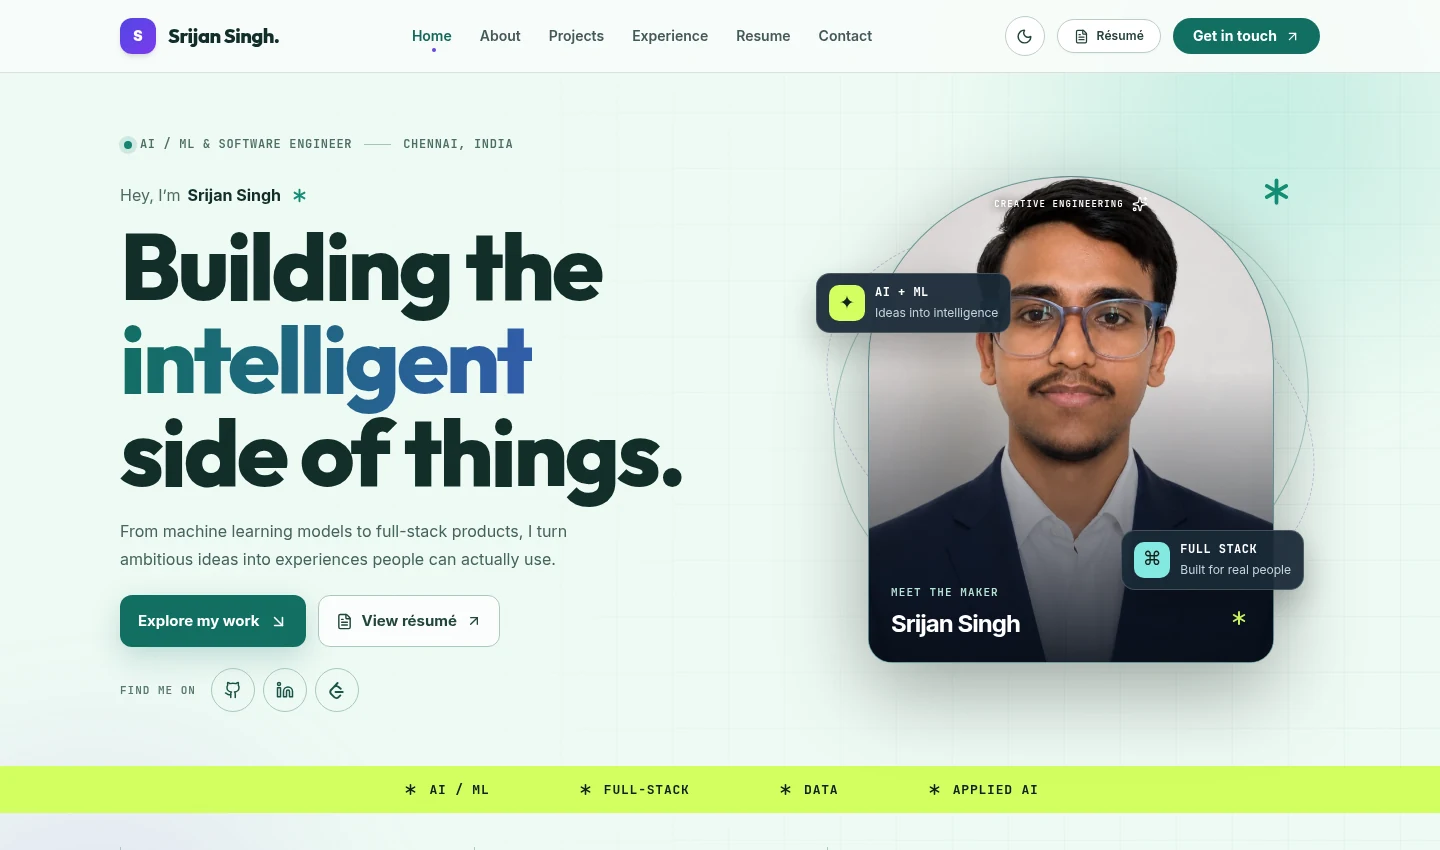 S
Srijan Singh.
Home
About
Projects
Experience
Resume
Contact
Résumé
Get in touch
AI / ML & SOFTWARE ENGINEER
CHENNAI, INDIA
Hey, I’m Srijan Singh
Building the
intelligent
side of things.
From machine learning models to full-stack products, I turn
ambitious ideas into experiences people can actually use.
Explore my work
View résumé
FIND ME ON
CREATIVE ENGINEERING
AI + ML
Ideas into intelligence
FULL STACK
Built for real people
MEET THE MAKER
Srijan Singh
AI / ML
FULL-STACK
DATA
APPLIED AI